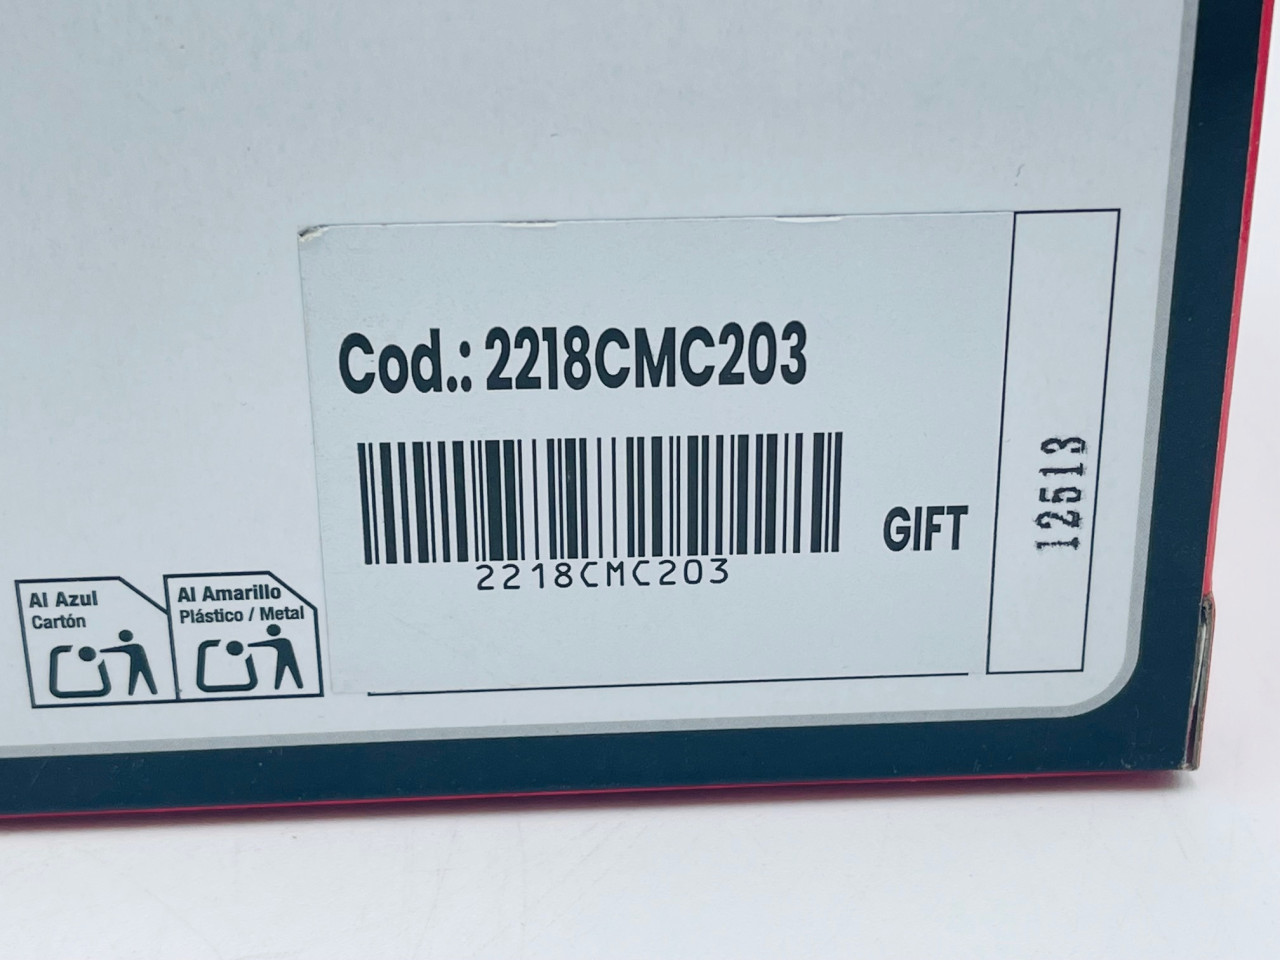 Cod.: 2218CMC203
2218CMC203
GIFT
12513
Al Azul
Cartón
Al Amarillo
Plástico / Metal